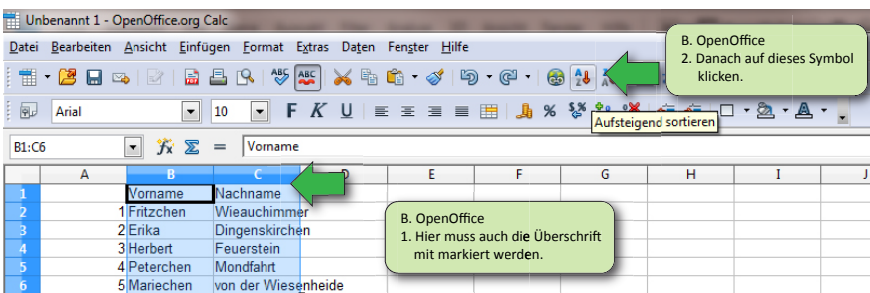 Unbenannt 1 - OpenOffice.org Calc
Datei Bearbeiten Ansicht Einfügen Format Extras Daten Fenster Hilfe
B. OpenOffice
2. Danach auf dieses Symbol
klicken.
ABC ABC
Arial 10 F K U %
Aufsteigend sortieren
B1:C6 = Vorname
A B C D E F G H I J
1 Vorname Nachname
2 1 Fritzchen Wieauchimmer
3 2 Erika Dingenskirchen
4 3 Herbert Feuerstein
5 4 Peterchen Mondfahrt
6 5 Mariechen von der Wiesenheide
B. OpenOffice
1. Hier muss auch die Überschrift
mit markiert werden.